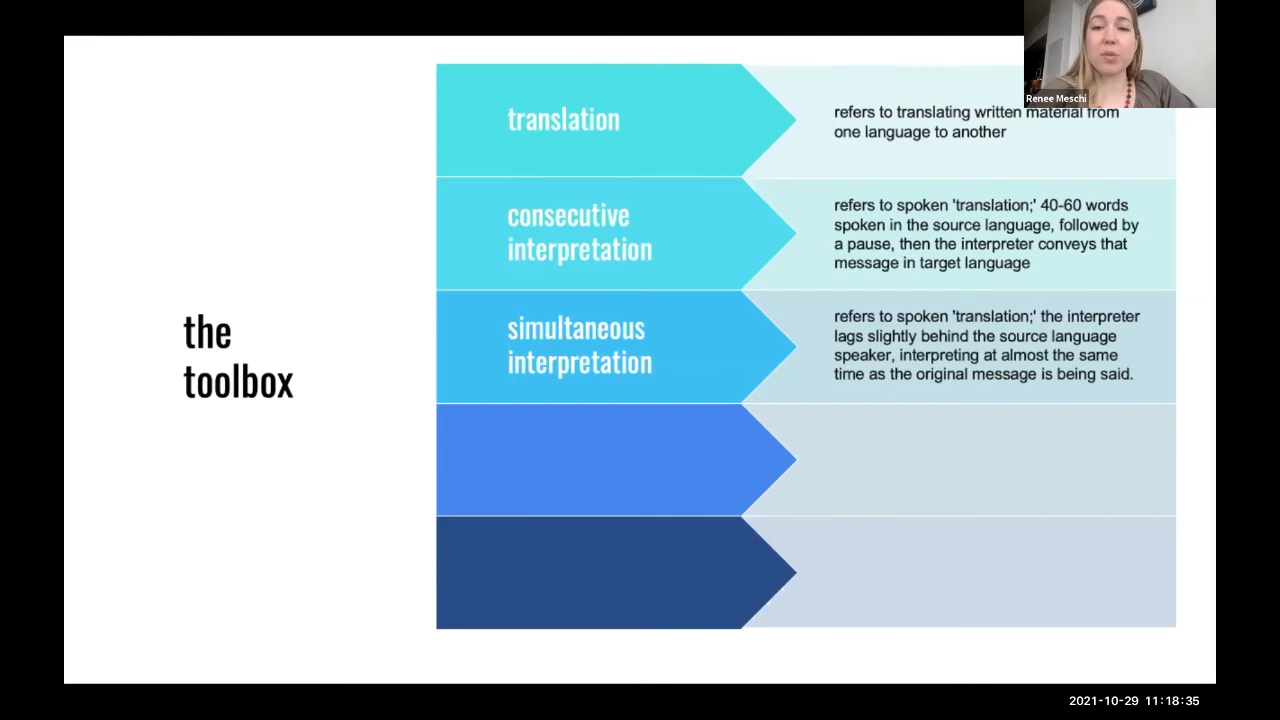 Renee Meschi
the
toolbox
translation
refers to translating written material from
one language to another
consecutive
interpretation
refers to spoken 'translation;' 40-60 words
spoken in the source language, followed by
a pause, then the interpreter conveys that
message in target language
simultaneous
interpretation
refers to spoken 'translation;' the interpreter
lags slightly behind the source language
speaker, interpreting at almost the same
time as the original message is being said.
2021-10-29 11:18:35